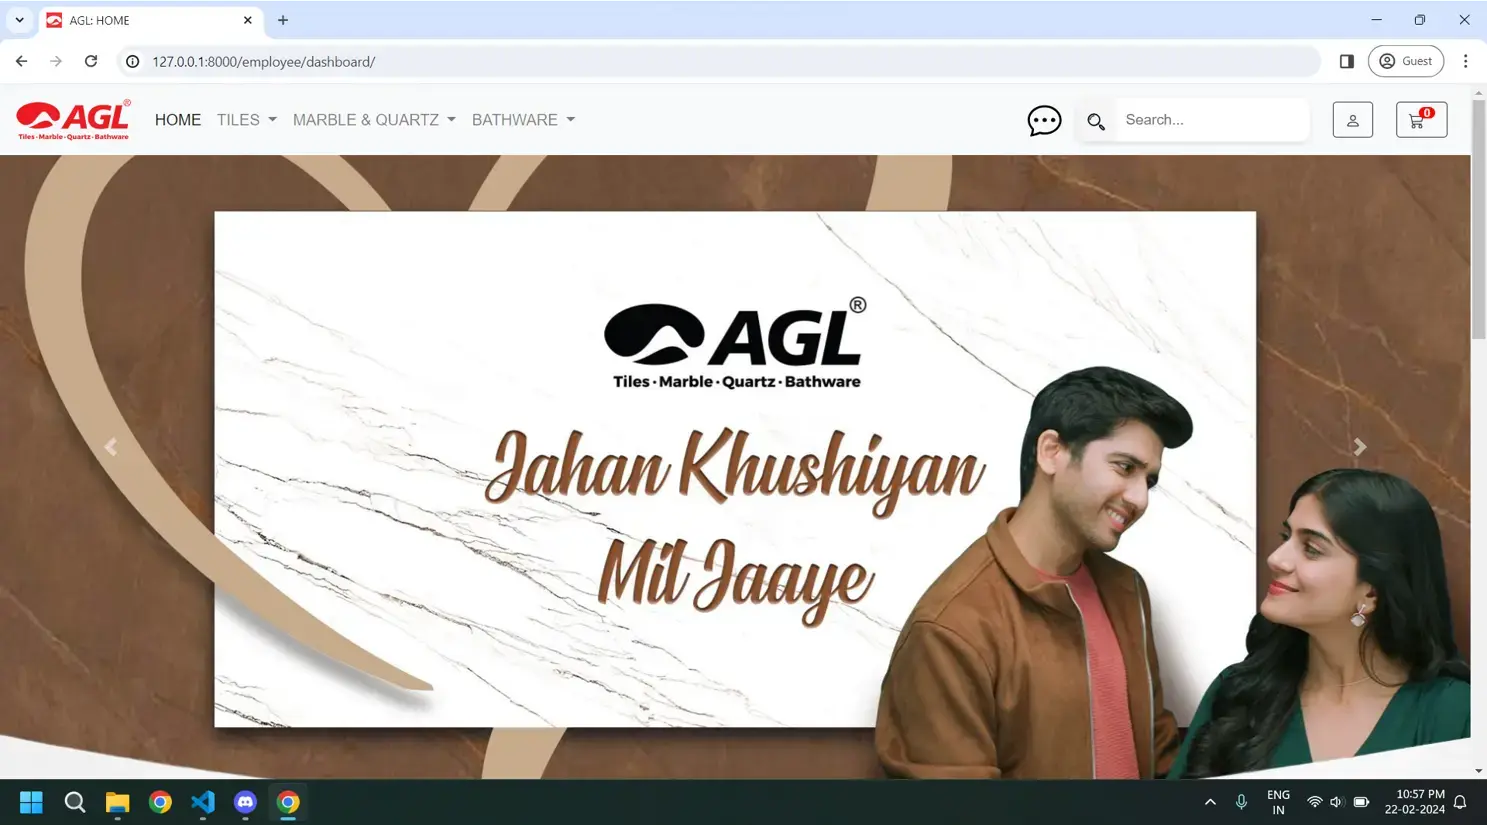 AGL: HOME
127.0.0.1:8000/employee/dashboard/
Guest
AGL®
Tiles·Marble·Quartz·Bathware
HOME
TILES
MARBLE & QUARTZ
BATHWARE
Search...
0
AGL®
Tiles·Marble·Quartz·Bathware
Jahan Khushiyan
Mil Jaaye
ENG
IN
10:57 PM
22-02-2024